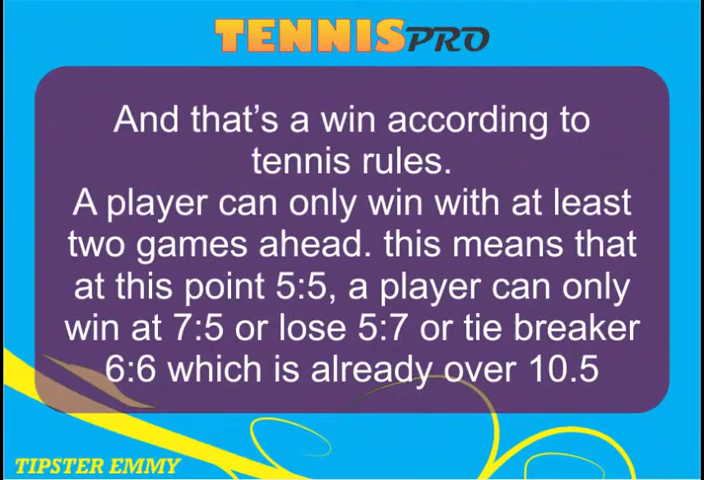 TENNISPRO
And that’s a win according to
tennis rules.
A player can only win with at least
two games ahead. this means that
at this point 5:5, a player can only
win at 7:5 or lose 5:7 or tie breaker
6:6 which is already over 10.5
TIPSTER EMMY